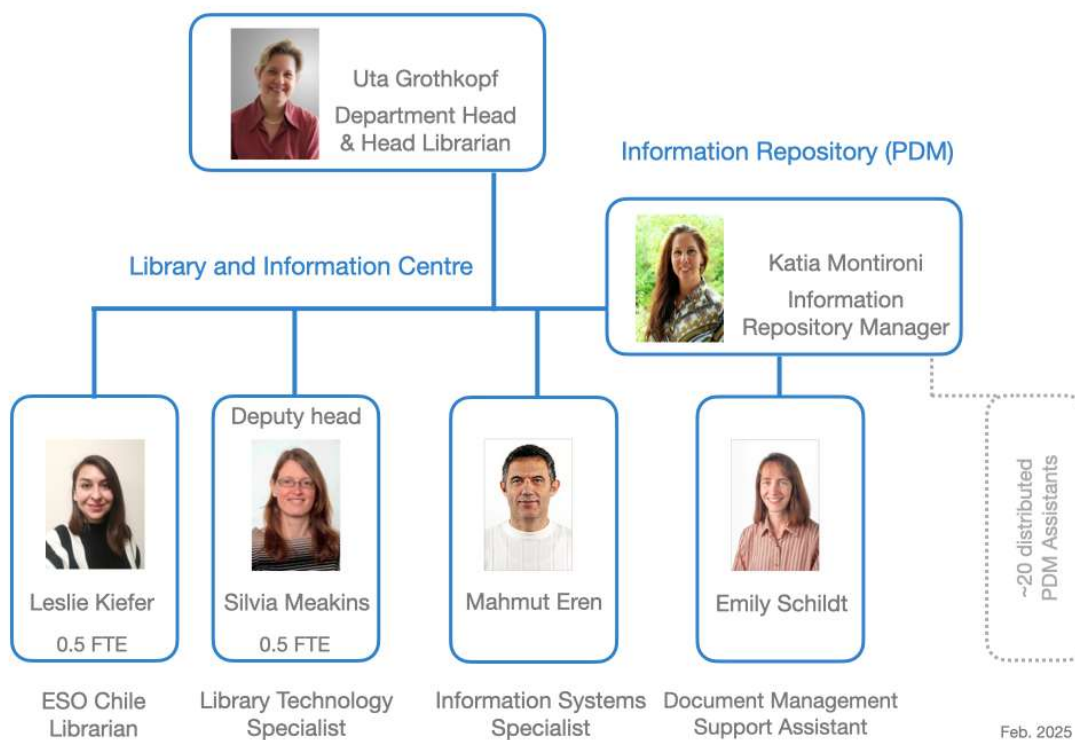 Uta Grothkopf
Department Head
& Head Librarian
Information Repository (PDM)
Katia Montironi
Information
Repository Manager
Library and Information Centre
Leslie Kiefer
0.5 FTE
ESO Chile
Librarian
Deputy head
Silvia Meakins
0.5 FTE
Library Technology
Specialist
Mahmut Eren
Information Systems
Specialist
Emily Schildt
Document Management
Support Assistant
~20 distributed
PDM Assistants
Feb. 2025